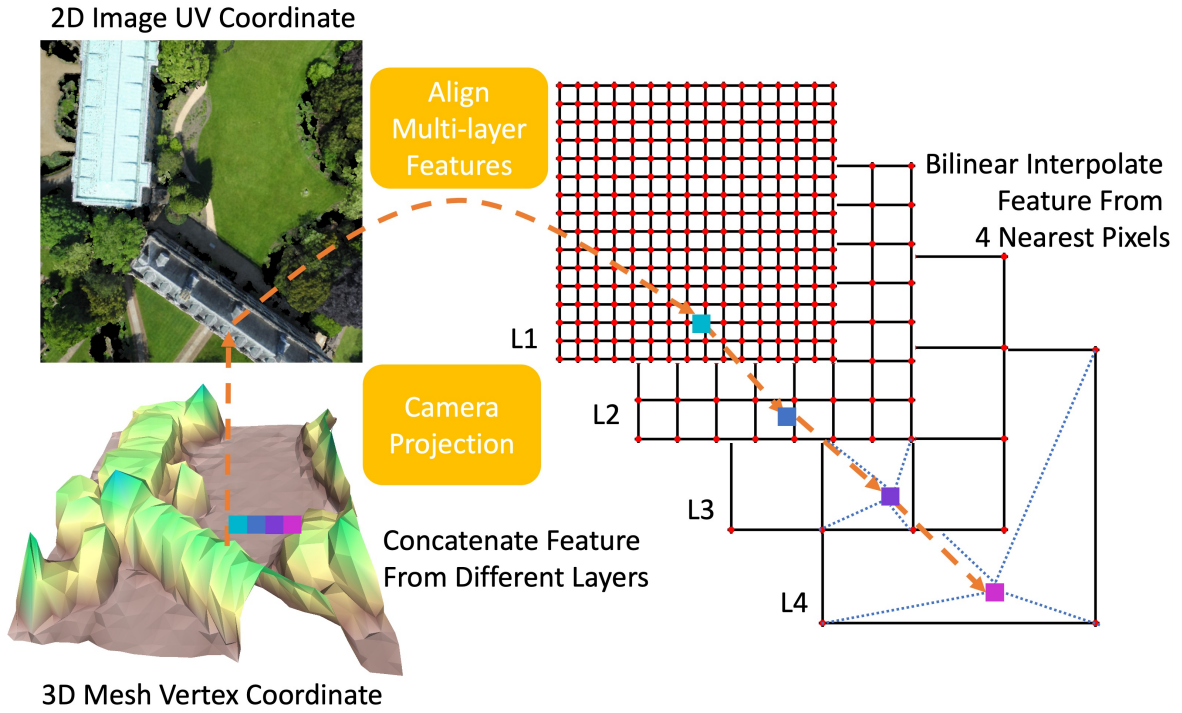 2D Image UV Coordinate
Align
Multi-layer
Features
Bilinear Interpolate
Feature From
4 Nearest Pixels
L1
Camera
Projection
L2
L3
Concatenate Feature
From Different Layers
L4
3D Mesh Vertex Coordinate